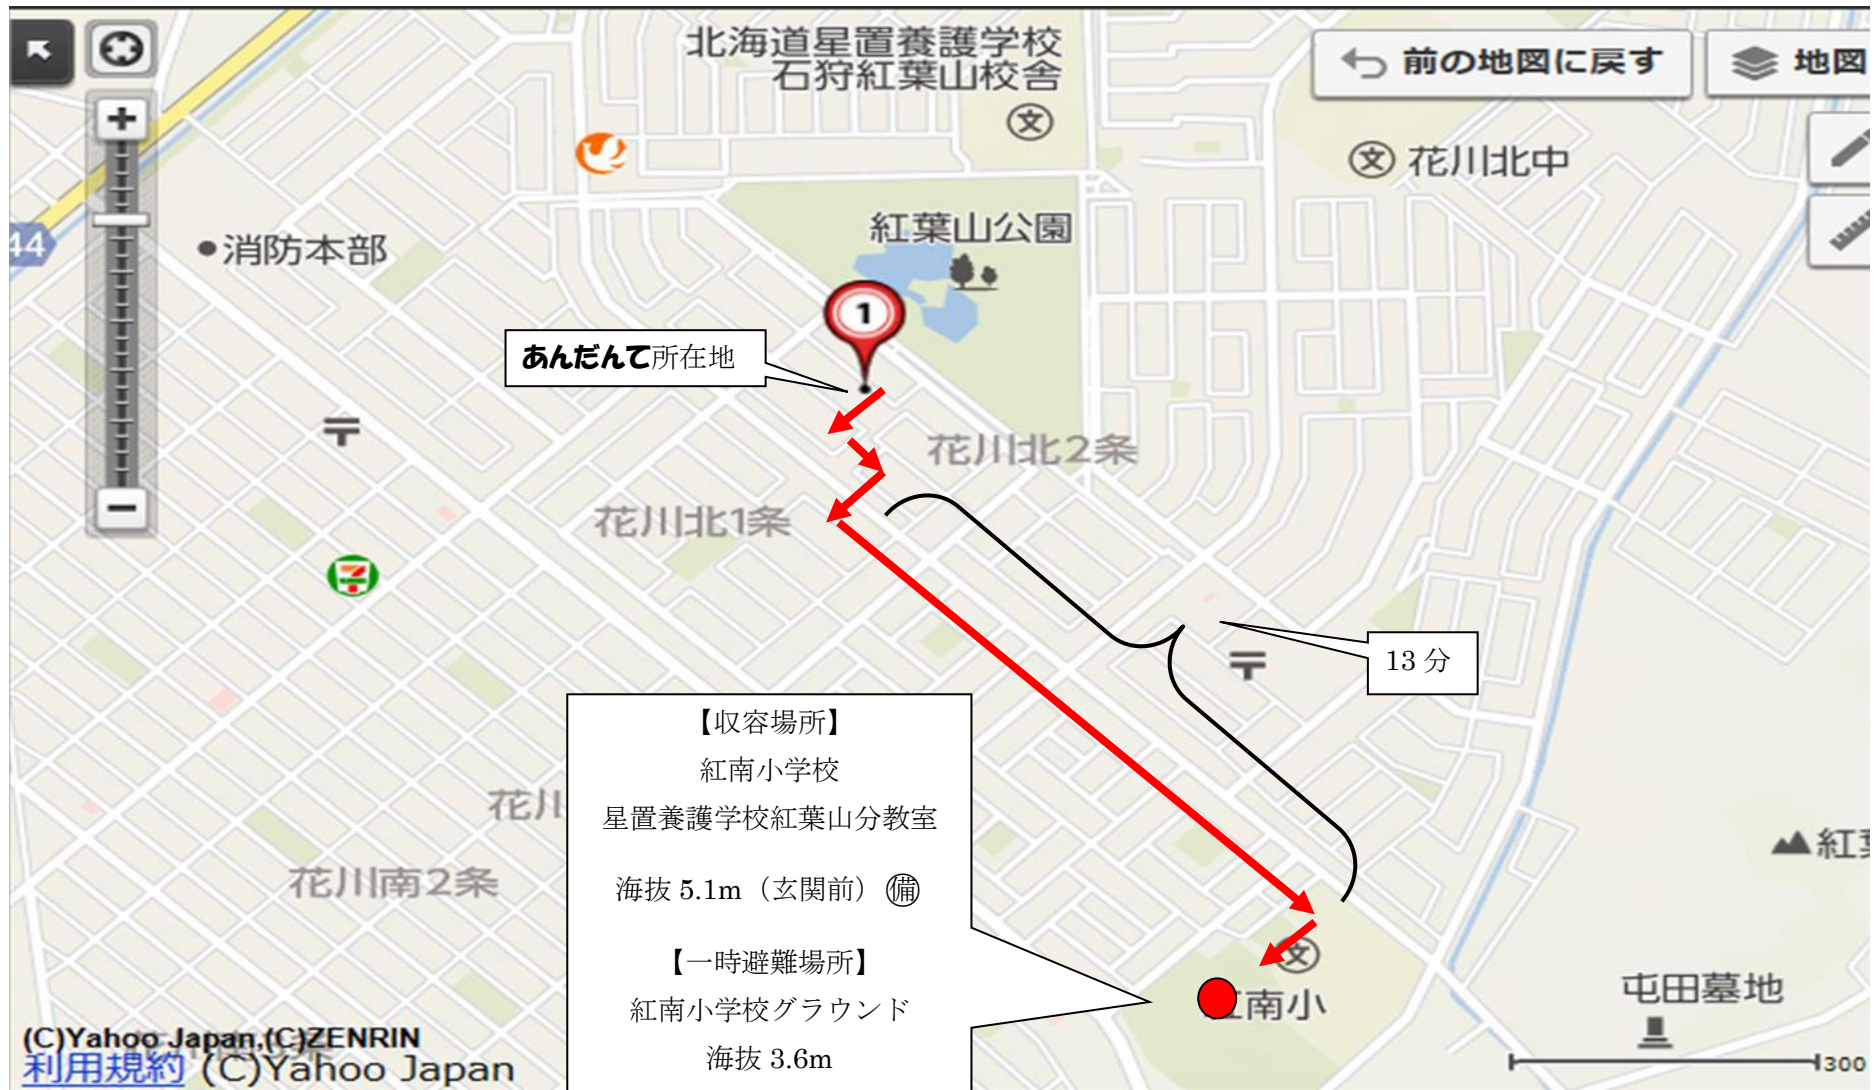 北海道星置養護学校
石狩紅葉山校舎
文
前の地図に戻す
地図
文 花川北中
44
消防本部
紅葉山公園
1
あんだんて所在地
花川北2条
花川北1条
13 分
【収容場所】
紅南小学校
星置養護学校紅葉山分教室
海抜 5.1m（玄関前）㊬
【一時避難場所】
紅南小学校グラウンド
海抜 3.6m
花川
花川南2条
紅葉
文
南小
屯田墓地
300
(C)Yahoo Japan,(C)ZENRIN
利用規約 (C)Yahoo Japan